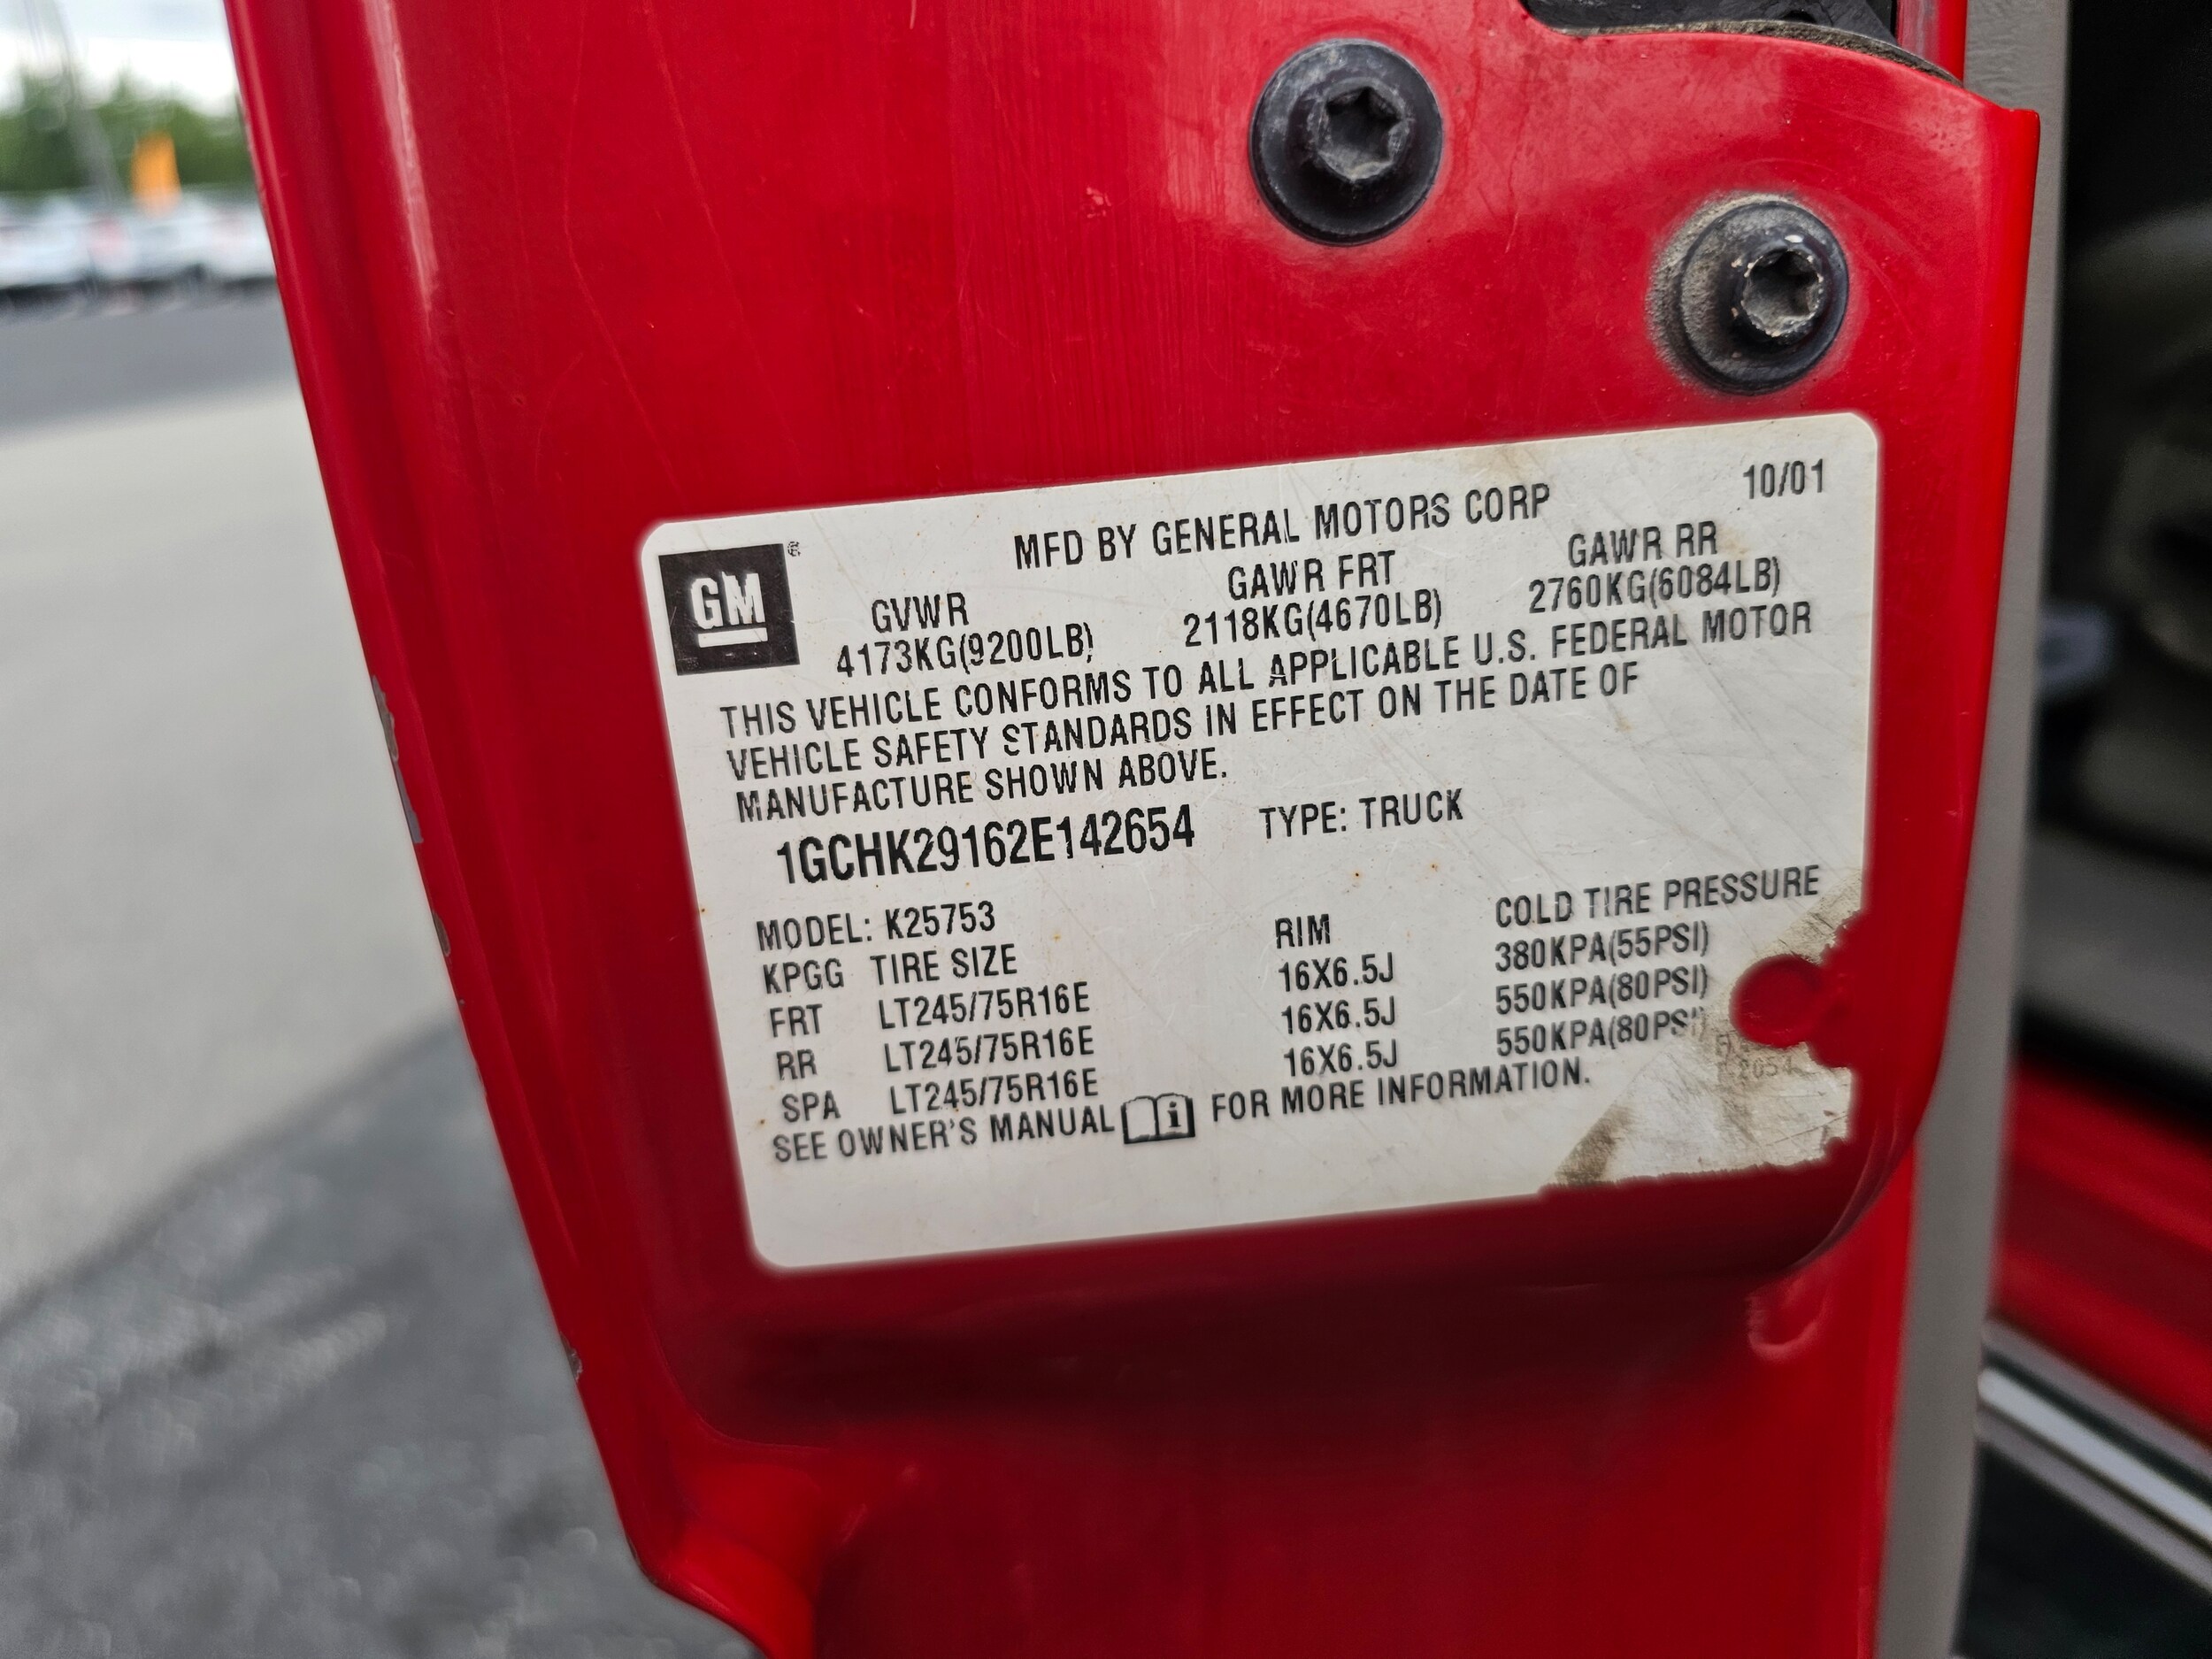 10/01
MFD BY GENERAL MOTORS CORP
GM ®
GVWR GAWR FRT GAWR RR
4173KG(9200LB) 2118KG(4670LB) 2760KG(6084LB)
THIS VEHICLE CONFORMS TO ALL APPLICABLE U.S. FEDERAL MOTOR
VEHICLE SAFETY STANDARDS IN EFFECT ON THE DATE OF
MANUFACTURE SHOWN ABOVE.
1GCHK29162E142654 TYPE: TRUCK
MODEL: K25753
KPGG TIRE SIZE RIM COLD TIRE PRESSURE
FRT LT245/75R16E 16X6.5J 380KPA(55PSI)
RR LT245/75R16E 16X6.5J 550KPA(80PSI)
SPA LT245/75R16E 16X6.5J 550KPA(80PSI
SEE OWNER'S MANUAL i FOR MORE INFORMATION.